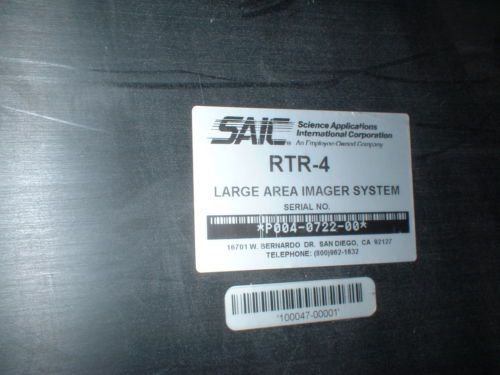 SAIC® Science Applications
International Corporation
An Employee-Owned Company
RTR-4
LARGE AREA IMAGER SYSTEM
SERIAL NO.
*P004-0722-00*
16701 W. BERNARDO DR. SAN DIEGO, CA 92127
TELEPHONE: (800)962-1632
*100047-00001*